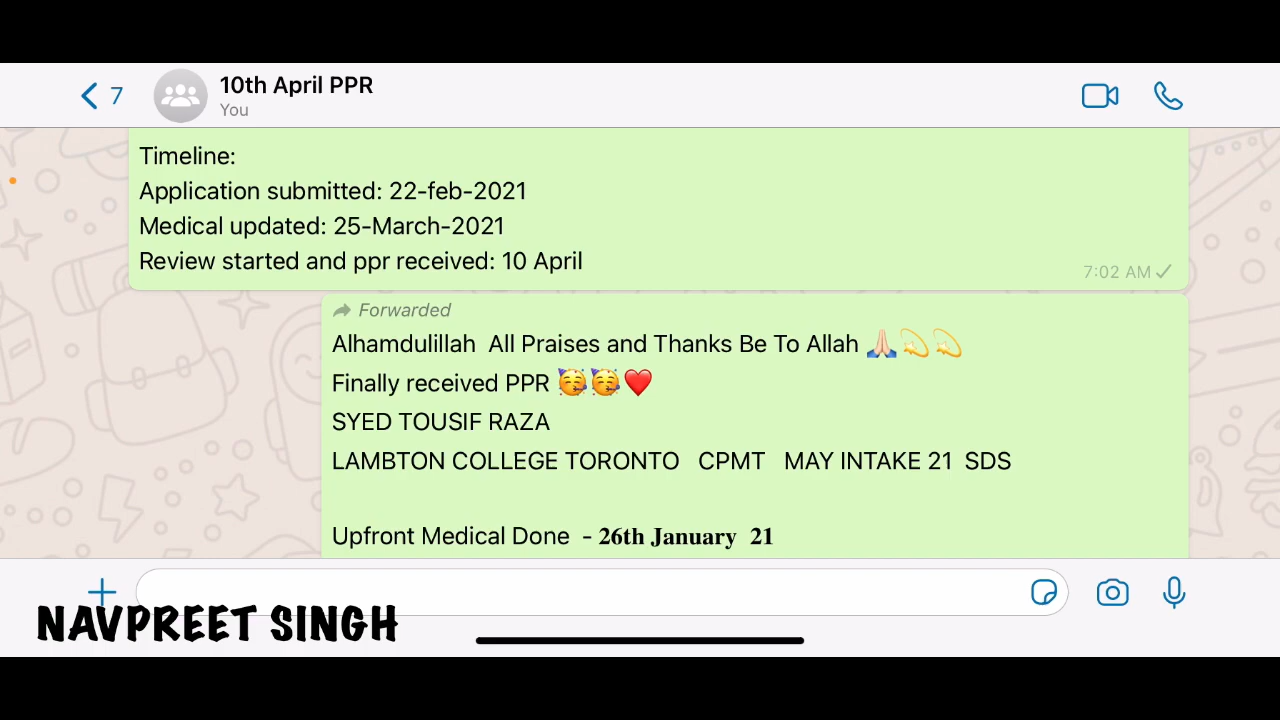 7
10th April PPR
You
Timeline:
Application submitted: 22-feb-2021
Medical updated: 25-March-2021
Review started and ppr received: 10 April
7:02 AM
Forwarded
Alhamdulillah  All Praises and Thanks Be To Allah 🙏🏻💫💫
Finally received PPR 🥳🥳❤️
SYED TOUSIF RAZA
LAMBTON COLLEGE TORONTO   CPMT   MAY INTAKE 21  SDS
Upfront Medical Done  - 𝟐𝟔𝐭𝐡 𝐉𝐚𝐧𝐮𝐚𝐫𝐲  𝟐𝟏
NAVPREET SINGH